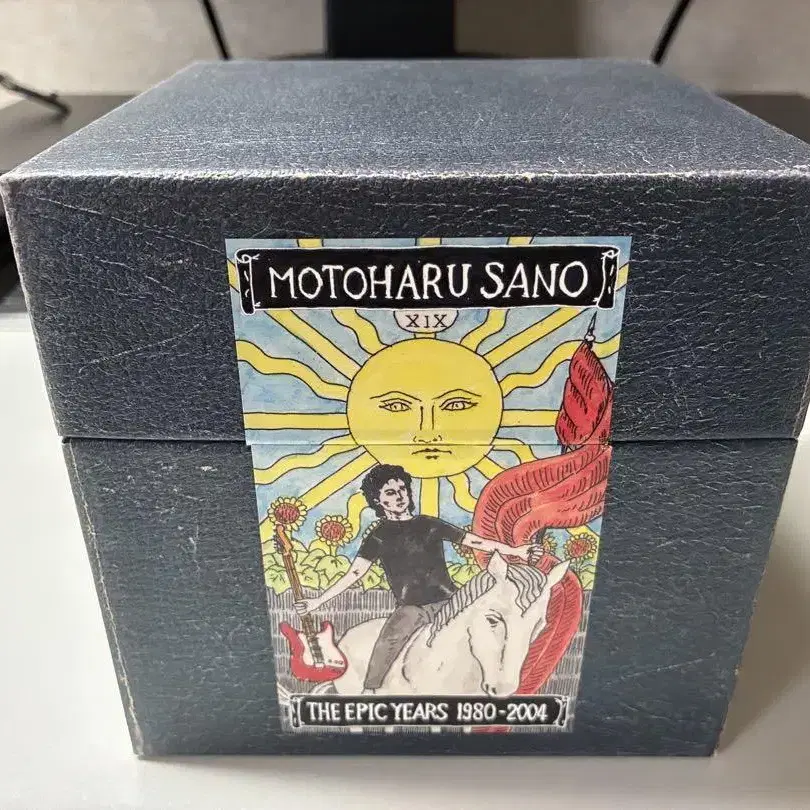 MOTOHARU SANO
XIX
THE EPIC YEARS 1980-2004